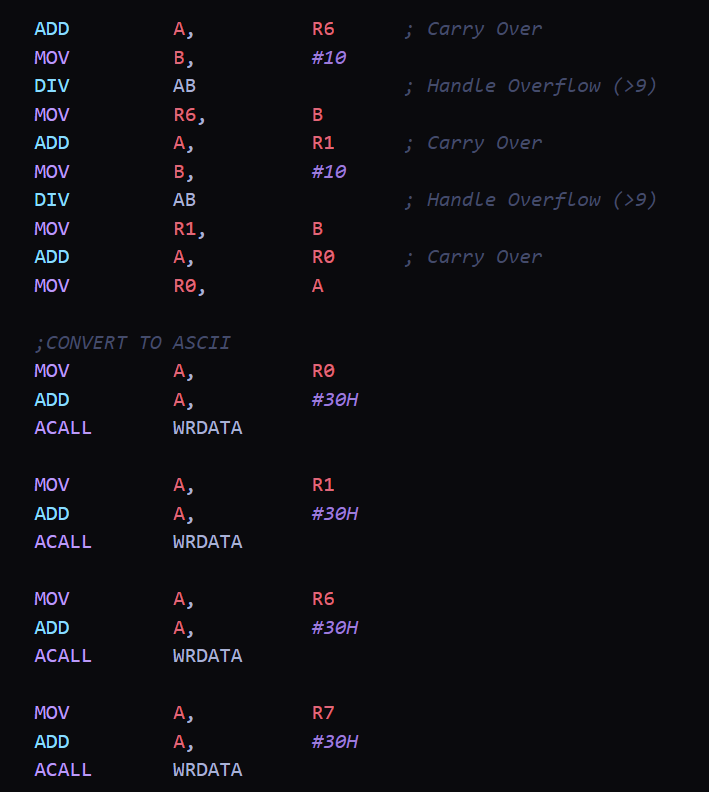 ADD A, R6 ; Carry Over
MOV B, #10
DIV AB ; Handle Overflow (>9)
MOV R6, B
ADD A, R1 ; Carry Over
MOV B, #10
DIV AB ; Handle Overflow (>9)
MOV R1, B
ADD A, R0 ; Carry Over
MOV R0, A
;CONVERT TO ASCII
MOV A, R0
ADD A, #30H
ACALL WRDATA
MOV A, R1
ADD A, #30H
ACALL WRDATA
MOV A, R6
ADD A, #30H
ACALL WRDATA
MOV A, R7
ADD A, #30H
ACALL WRDATA